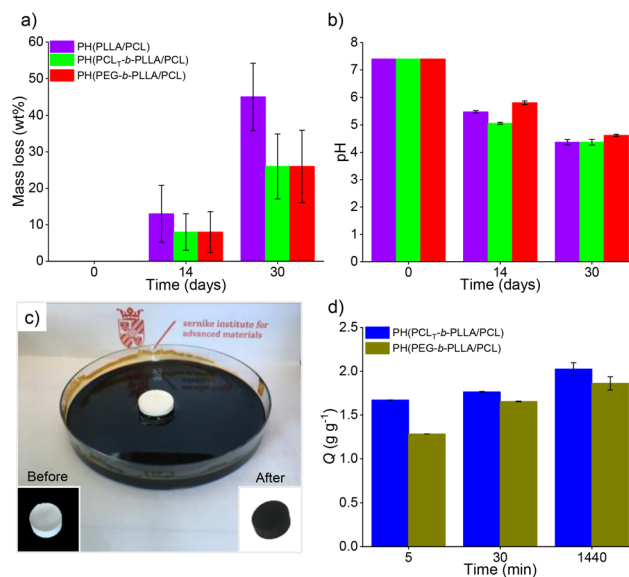 a)
PH(PLLA/PCL)
PH(PCL_T-b-PLLA/PCL)
PH(PEG-b-PLLA/PCL)
Mass loss (wt%)
60
50
40
30
20
10
0
0 14 30
Time (days)
b)
pH
8
7
6
5
4
3
2
1
0
0 14 30
Time (days)
c)
zernike institute for
advanced materials
Before
After
d)
PH(PCL_T-b-PLLA/PCL)
PH(PEG-b-PLLA/PCL)
Q (g g⁻¹)
2.5
2.0
1.5
1.0
0.5
0.0
5 30 1440
Time (min)